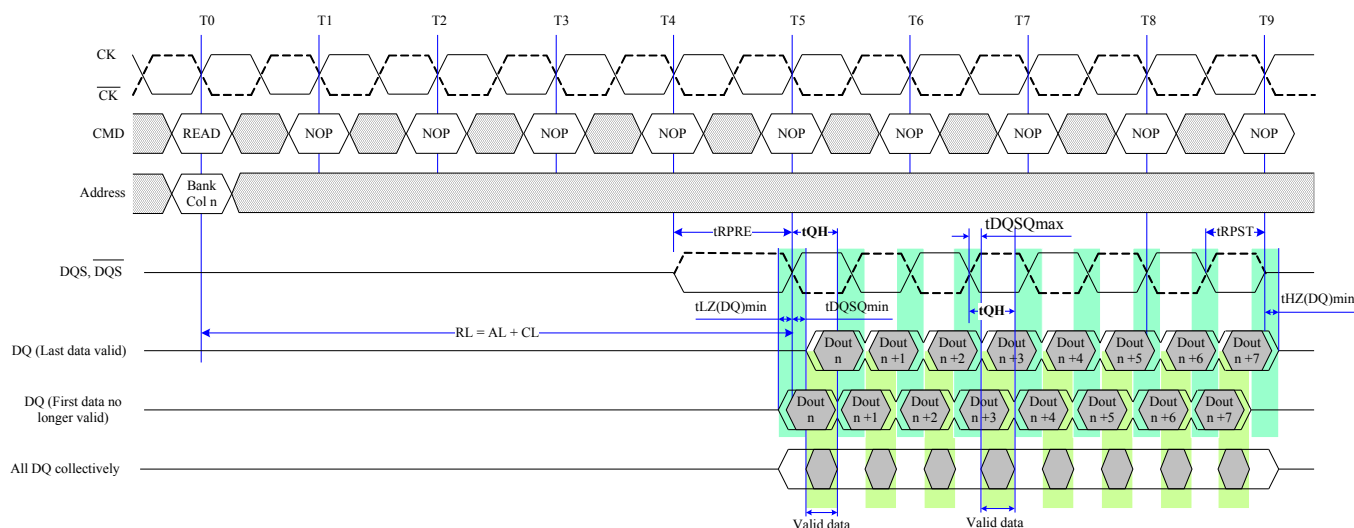 T0 T1 T2 T3 T4 T5 T6 T7 T8 T9
CK
CK
CMD READ NOP NOP NOP NOP NOP NOP NOP NOP NOP
Address Bank
Col n
tRPRE tQH tDQSQmax tRPST
DQS, DQS
tLZ(DQ)min tDQSQmin tQH tHZ(DQ)min
RL = AL + CL
DQ (Last data valid)
Dout Dout Dout Dout Dout Dout Dout Dout
n n +1 n +2 n +3 n +4 n +5 n +6 n +7
DQ (First data no
longer valid)
Dout Dout Dout Dout Dout Dout Dout Dout
n n +1 n +2 n +3 n +4 n +5 n +6 n +7
All DQ collectively
Valid data Valid data